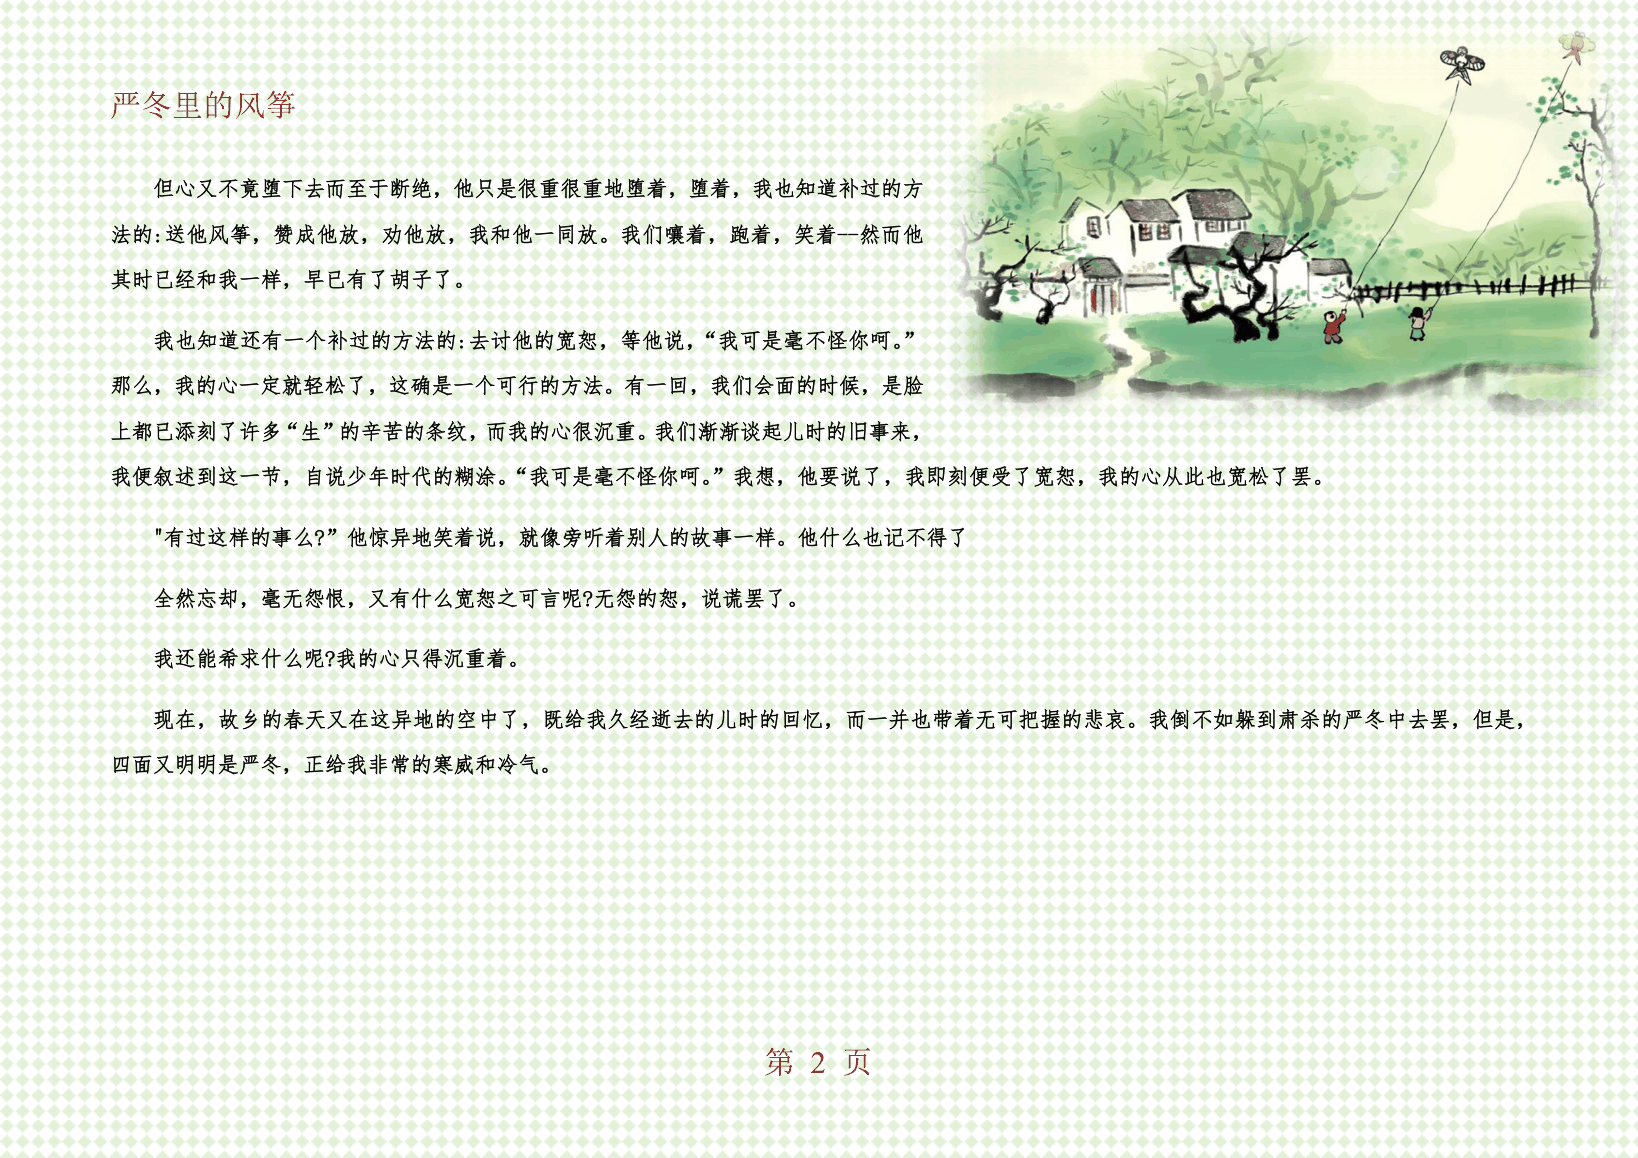 严冬里的风筝
但心又不竟堕下去而至于断绝，他只是很重很重地堕着，堕着，我也知道补过的方
法的:送他风筝，赞成他放，劝他放，我和他一同放。我们嚷着，跑着，笑着--然而他
其时已经和我一样，早已有了胡子了。
我也知道还有一个补过的方法的:去讨他的宽恕，等他说，“我可是毫不怪你呵。”
那么，我的心一定就轻松了，这确是一个可行的方法。有一回，我们会面的时候，是脸
上都已添刻了许多“生”的辛苦的条纹，而我的心很沉重。我们渐渐谈起儿时的旧事来，
我便叙述到这一节，自说少年时代的糊涂。“我可是毫不怪你呵。”我想，他要说了，我即刻便受了宽恕，我的心从此也宽松了罢。
"有过这样的事么?”他惊异地笑着说，就像旁听着别人的故事一样。他什么也记不得了
全然忘却，毫无怨恨，又有什么宽恕之可言呢?无怨的恕，说谎罢了。
我还能希求什么呢?我的心只得沉重着。
现在，故乡的春天又在这异地的空中了，既给我久经逝去的儿时的回忆，而一并也带着无可把握的悲哀。我倒不如躲到肃杀的严冬中去罢，但是，
四面又明明是严冬，正给我非常的寒威和冷气。
第 2 页